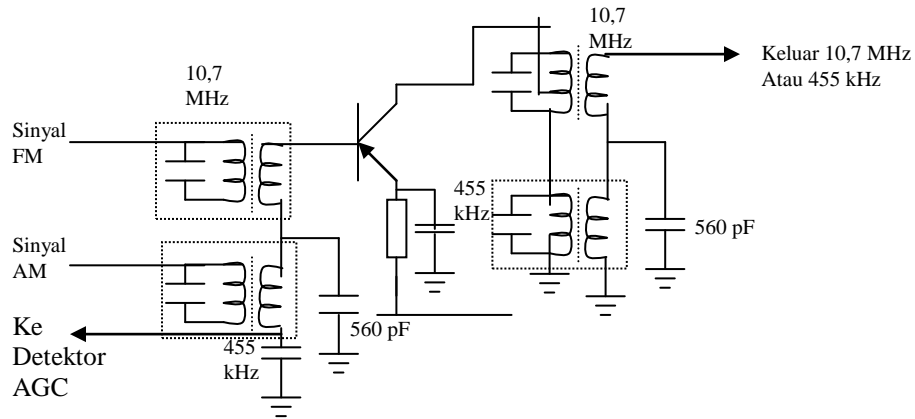 10,7
MHz
Keluar 10,7 MHz
Atau 455 kHz
10,7
MHz
Sinyal
FM
455
kHz
560 pF
Sinyal
AM
560 pF
Ke
Detektor
AGC
455
kHz